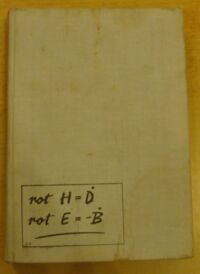 rot H = Ḋ
rot E = -Ḃ